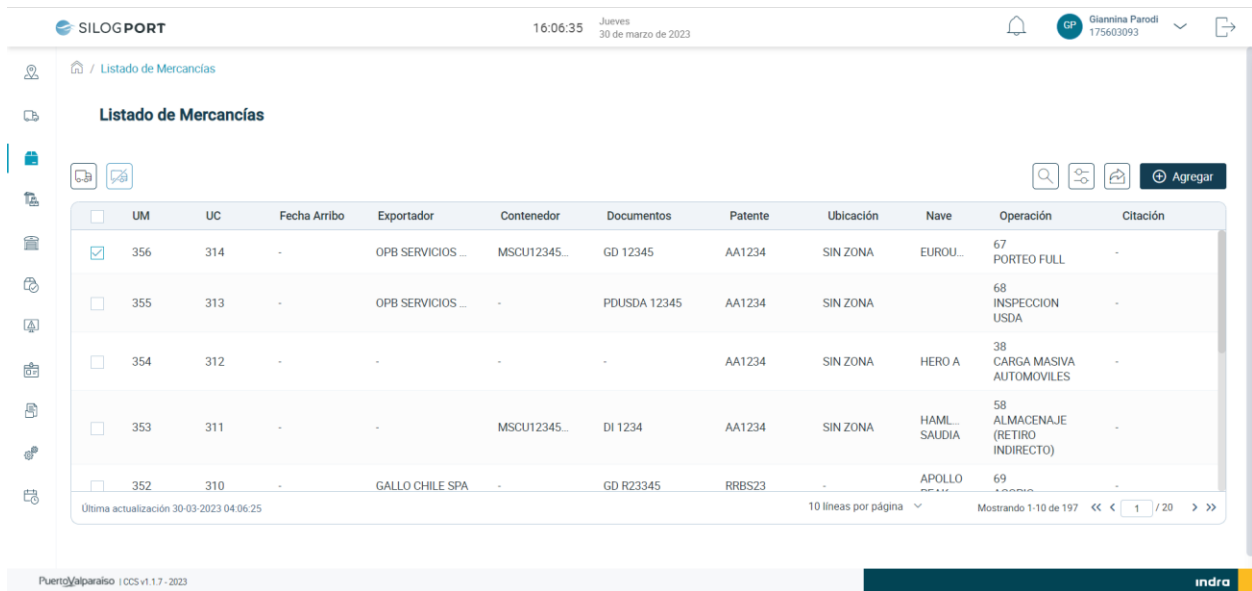 SILOGPORT
16:06:35
Jueves
30 de marzo de 2023
GP
Giannina Parodi
175603093
/ Listado de Mercancías
Listado de Mercancías
Agregar
UM UC Fecha Arribo Exportador Contenedor Documentos Patente Ubicación Nave Operación Citación
356 314 - OPB SERVICIOS ... MSCU12345... GD 12345 AA1234 SIN ZONA EUROU... 67 -
PORTEO FULL
355 313 - OPB SERVICIOS ... - PDUSDA 12345 AA1234 SIN ZONA 68 -
INSPECCION
USDA
354 312 - - - - AA1234 SIN ZONA HERO A 38 -
CARGA MASIVA
AUTOMOVILES
353 311 - - MSCU12345... DI 1234 AA1234 SIN ZONA HAML... 58 -
SAUDIA ALMACENAJE
(RETIRO
INDIRECTO)
352 310 - GALLO CHILE SPA - GD R23345 RRBS23 - APOLLO 69 -
Última actualización 30-03-2023 04:06:25
10 líneas por página
Mostrando 1-10 de 197 << < 1 / 20 > >>
PuertoValparaíso | CCS v1.1.7 - 2023
indra